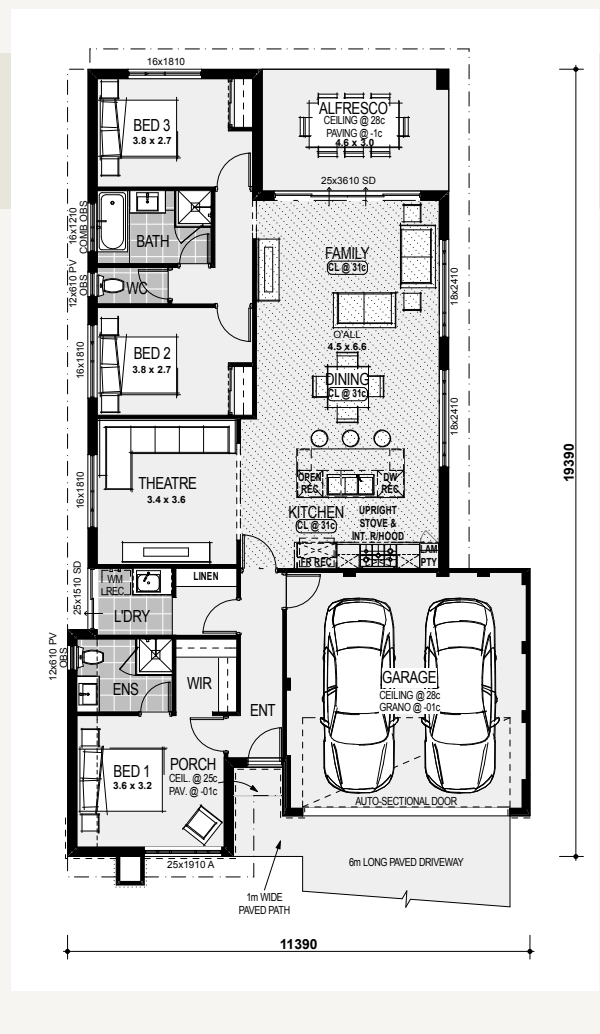 16x1810
BED 3
3.8 x 2.7
ALFRESCO
CEILING @ 28c
PAVING @ -1c
4.6 x 3.0
25x3610 SD
16x1210
COMB OBS
BATH
FAMILY
CL @ 31c
18x2410
12x610 PV
OBS
WC
O'ALL
4.5 x 6.6
16x1810
BED 2
3.8 x 2.7
DINING
CL @ 31c
18x2410
19390
16x1810
THEATRE
3.4 x 3.6
OPEN
REC
DW
REC
KITCHEN
CL @ 31c
UPRIGHT
STOVE &
INT. R/HOOD
FR REC
LAM
PTY
25x1510 SD
WM
REC
LINEN
L'DRY
12x610 PV
OBS
ENS
WIR
ENT
GARAGE
CEILING @ 28c
GRANO @ -01c
BED 1
3.6 x 3.2
PORCH
CEIL. @ 25c
PAV. @ -01c
AUTO-SECTIONAL DOOR
25x1910 A
6m LONG PAVED DRIVEWAY
1m WIDE
PAVED PATH
11390